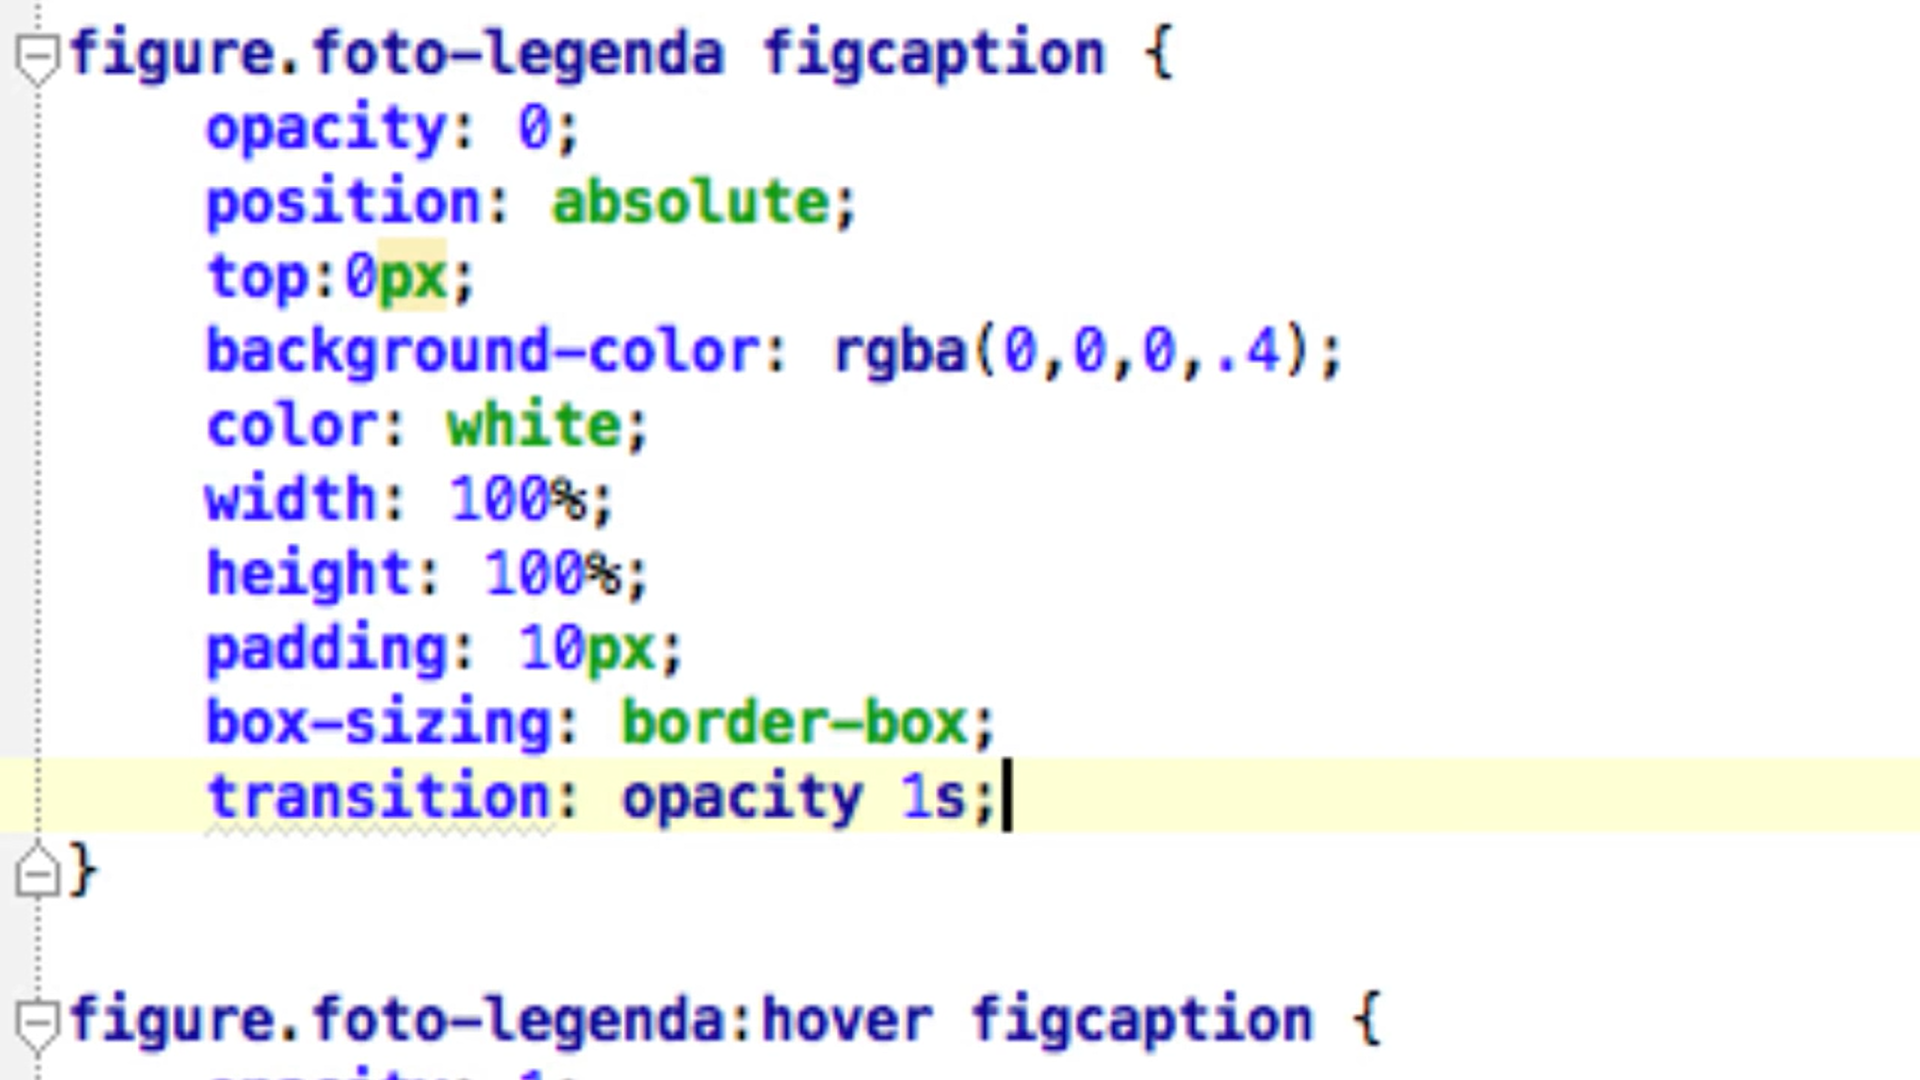 figure.foto-legenda figcaption {
opacity: 0;
position: absolute;
top:0px;
background-color: rgba(0,0,0,.4);
color: white;
width: 100%;
height: 100%;
padding: 10px;
box-sizing: border-box;
transition: opacity 1s;
}
figure.foto-legenda:hover figcaption {